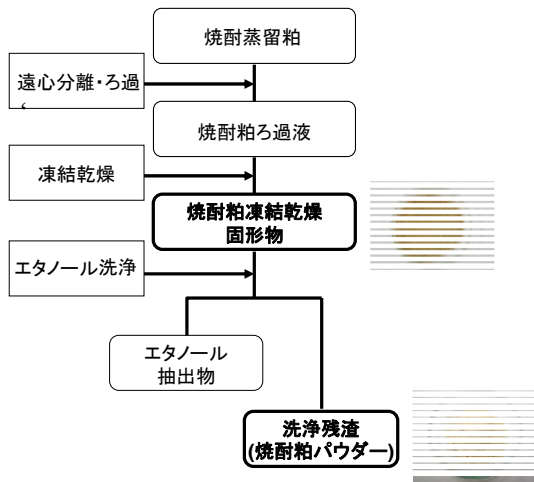 焼酎蒸留粕
遠心分離・ろ過
焼酎粕ろ過液
凍結乾燥
焼酎粕凍結乾燥
固形物
エタノール洗浄
エタノール
抽出物
洗浄残渣
(焼酎粕パウダー)